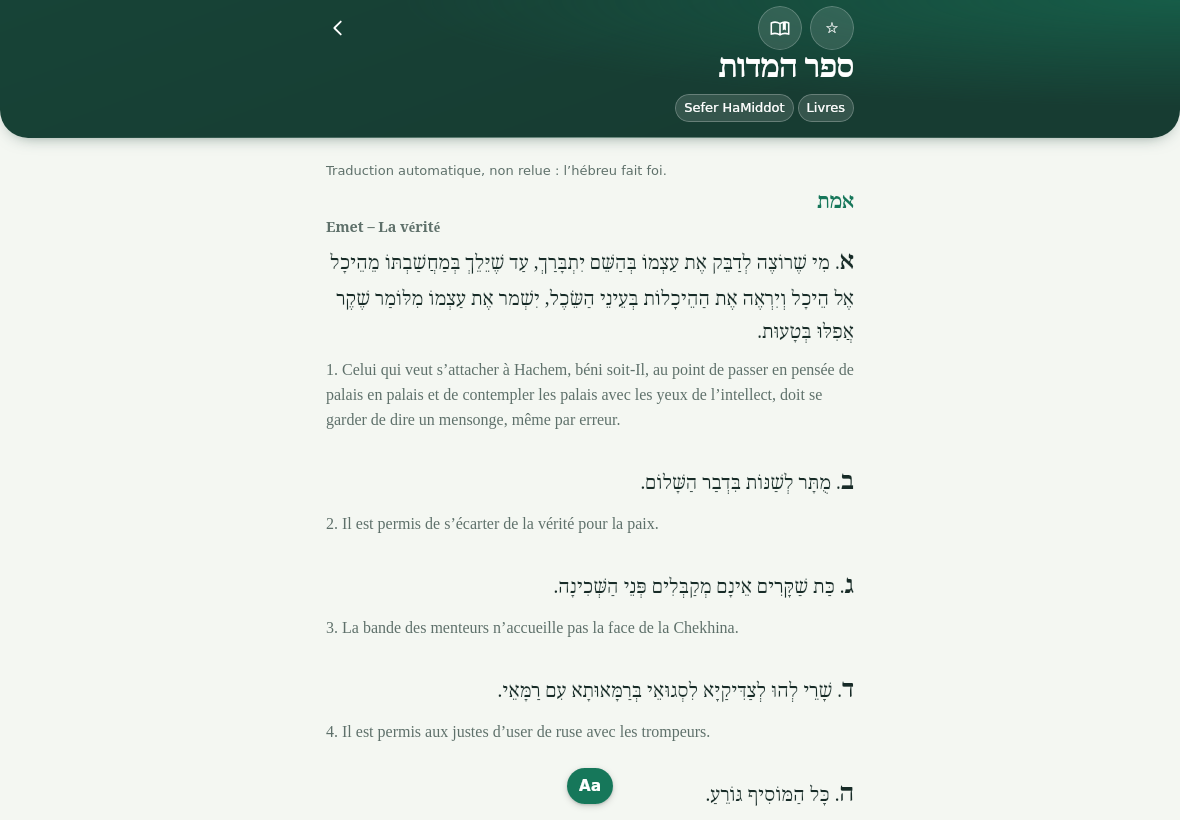 ספר המדות
Livres
Sefer HaMiddot
Traduction automatique, non relue : l’hébreu fait foi.
אמת
Emet – La vérité
א. מִי שֶׁרוֹצֶה לְדַבֵּק אֶת עַצְמוֹ בְּהַשֵּׁם יִתְבָּרַךְ, עַד שֶׁיֵּלֵךְ בְּמַחֲשַׁבְתּוֹ מֵהֵיכָל
אֶל הֵיכָל וְיִרְאֶה אֶת הַהֵיכָלוֹת בְּעֵינֵי הַשֵּׂכֶל, יִשְׁמֹר אֶת עַצְמוֹ מִלּוֹמַר שֶׁקֶר
אֲפִלּוּ בְּטָעוּת.
1. Celui qui veut s’attacher à Hachem, béni soit-Il, au point de passer en pensée de
palais en palais et de contempler les palais avec les yeux de l’intellect, doit se
garder de dire un mensonge, même par erreur.
ב. מֻתָּר לְשַׁנּוֹת בִּדְבַר הַשָּׁלוֹם.
2. Il est permis de s’écarter de la vérité pour la paix.
ג. כַּת שַׁקָּרִים אֵינָם מְקַבְּלִים פְּנֵי הַשְּׁכִינָה.
3. La bande des menteurs n’accueille pas la face de la Chekhina.
ד. שָׁרֵי לְהוּ לְצַדִּיקַיָּא לִסְגוּאֵי בְּרַמָּאוּתָא עִם רַמָּאֵי.
4. Il est permis aux justes d’user de ruse avec les trompeurs.
ה. כָּל הַמּוֹסִיף גּוֹרֵעַ.
Aa